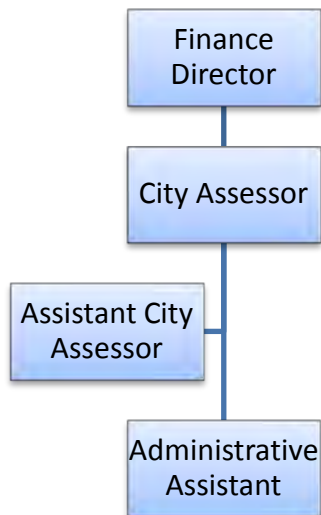 Finance
Director
City Assessor
Assistant City
Assessor
Administrative
Assistant